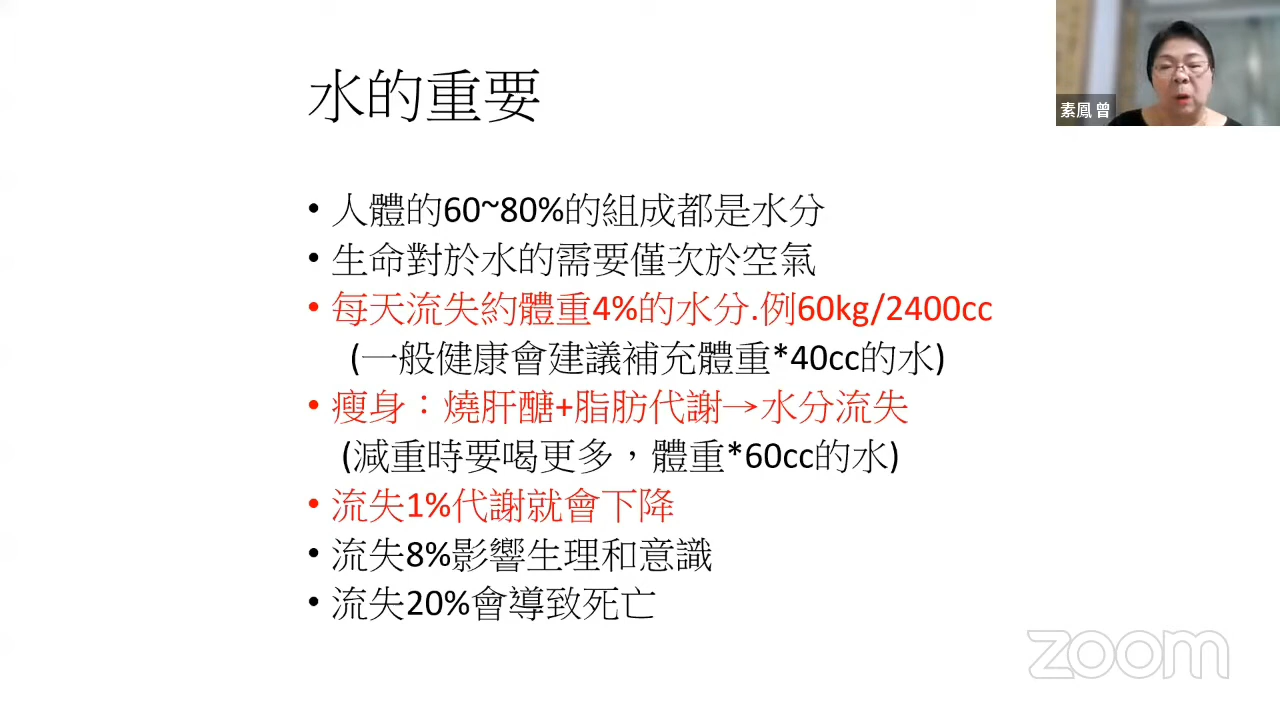 水的重要
素鳳 曾
• 人體的60~80%的組成都是水分
• 生命對於水的需要僅次於空氣
• 每天流失約體重4%的水分.例60kg/2400cc
(一般健康會建議補充體重*40cc的水)
• 瘦身：燒肝醣+脂肪代謝→水分流失
(減重時要喝更多，體重*60cc的水)
• 流失1%代謝就會下降
• 流失8%影響生理和意識
• 流失20%會導致死亡
zoom